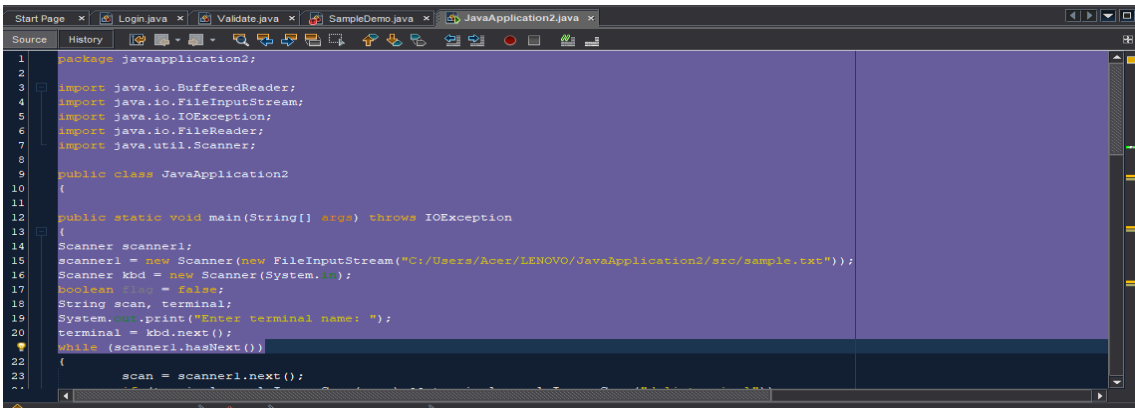 Start Page Login.java Validate.java SampleDemo.java JavaApplication2.java
Source History
1 package javaapplication2;
2
3 import java.io.BufferedReader;
4 import java.io.FileInputStream;
5 import java.io.IOException;
6 import java.io.FileReader;
7 import java.util.Scanner;
8
9 public class JavaApplication2
10 {
11
12 public static void main(String[] args) throws IOException
13 {
14 Scanner scanner1;
15 scanner1 = new Scanner(new FileInputStream("C:/Users/Acer/LENOVO/JavaApplication2/src/sample.txt"));
16 Scanner kbd = new Scanner(System.in);
17 boolean flag = false;
18 String scan, terminal;
19 System.out.print("Enter terminal name: ");
20 terminal = kbd.next();
while (scanner1.hasNext())
22 {
23 scan = scanner1.next();